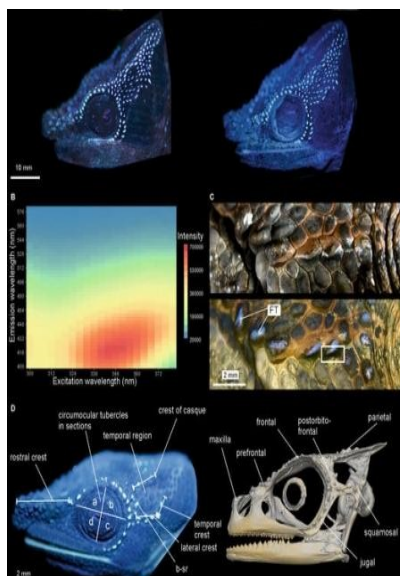 10 mm
B
C
Emission wavelength (nm)
Intensity
700000
20000
Excitation wavelength (nm)
FT
2 mm
D
circumocular tubercles
in sections
crest of casque
temporal region
rostral crest
a
b
c
d
temporal
crest
lateral crest
b-sr
2 mm
frontal
postorbito-
frontal
parietal
maxilla
prefrontal
squamosal
jugal